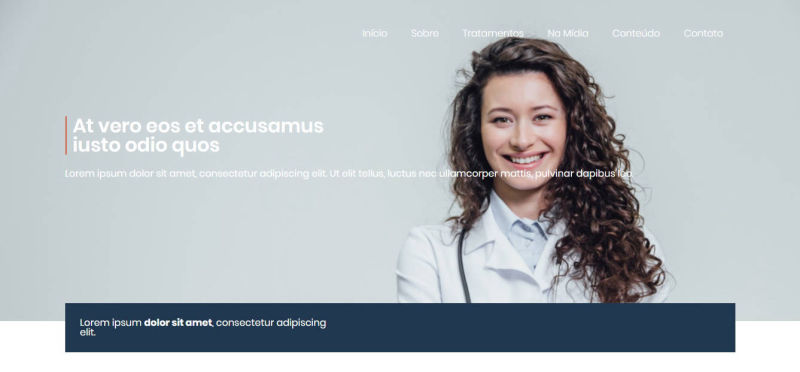 Início Sobre Tratamentos Na Mídia Conteúdo Contato
At vero eos et accusamus
iusto odio quos
Lorem ipsum dolor sit amet, consectetur adipiscing elit. Ut elit tellus, luctus nec ullamcorper mattis, pulvinar dapibus leo.
Lorem ipsum dolor sit amet, consectetur adipiscing
elit.